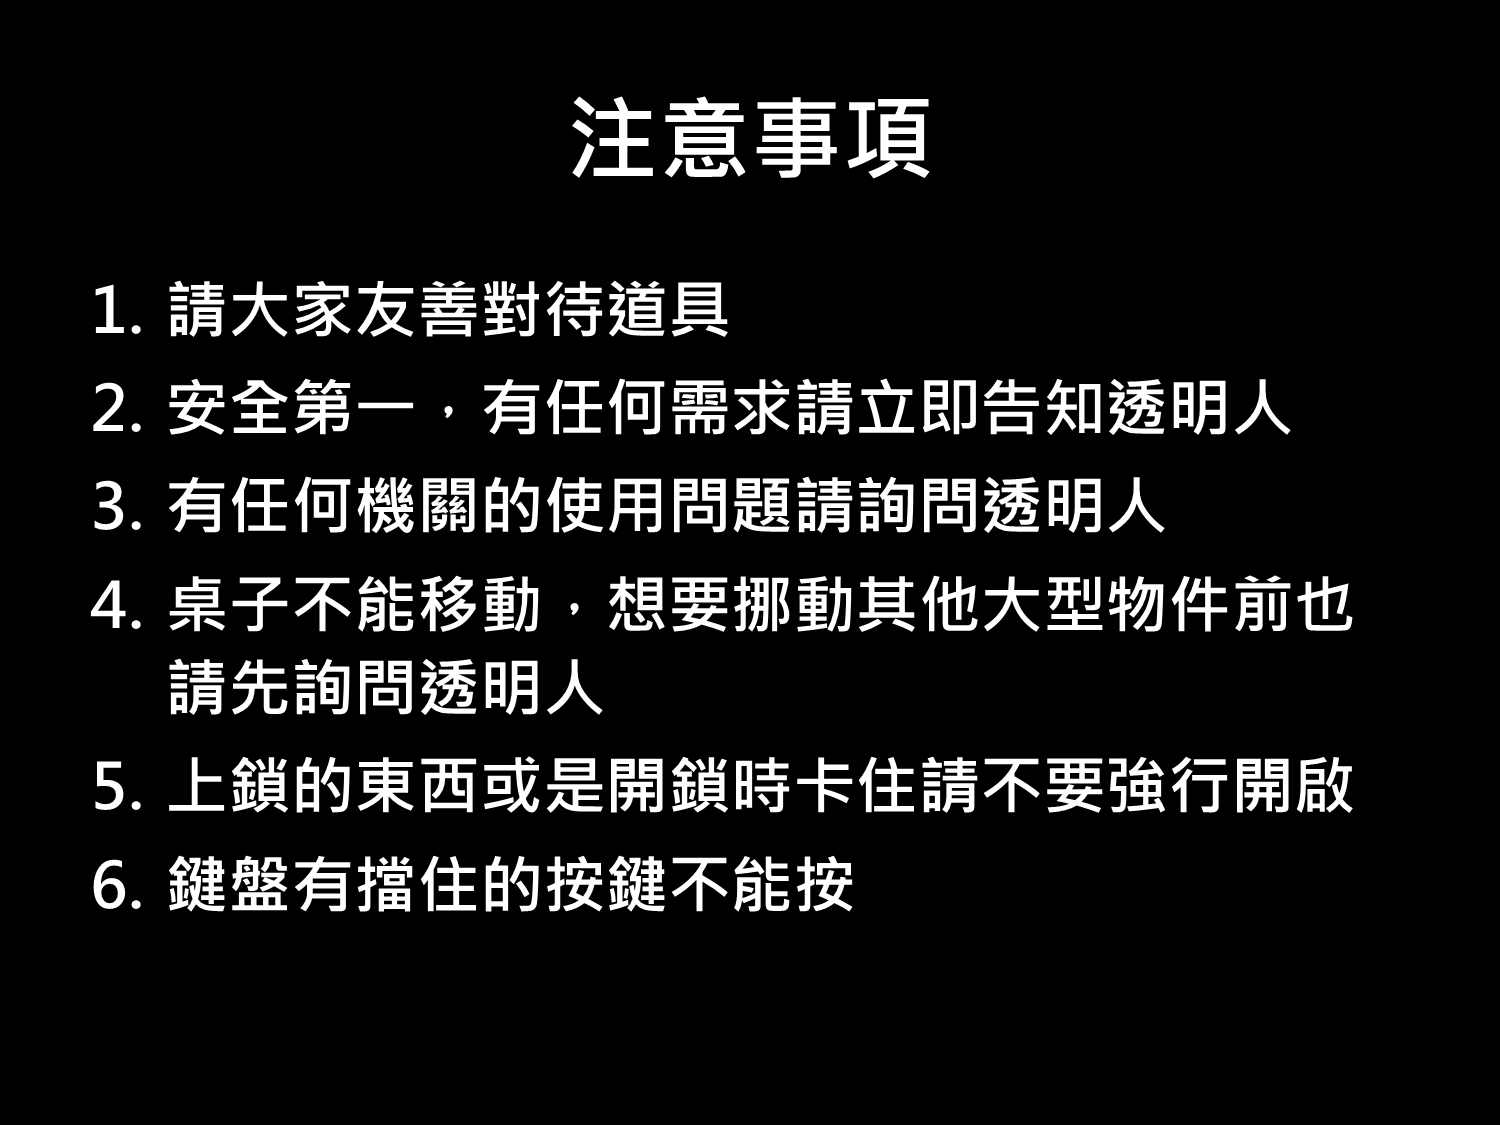 注意事項
1. 請大家友善對待道具
2. 安全第一，有任何需求請立即告知透明人
3. 有任何機關的使用問題請詢問透明人
4. 桌子不能移動，想要挪動其他大型物件前也
請先詢問透明人
5. 上鎖的東西或是開鎖時卡住請不要強行開啟
6. 鍵盤有擋住的按鍵不能按